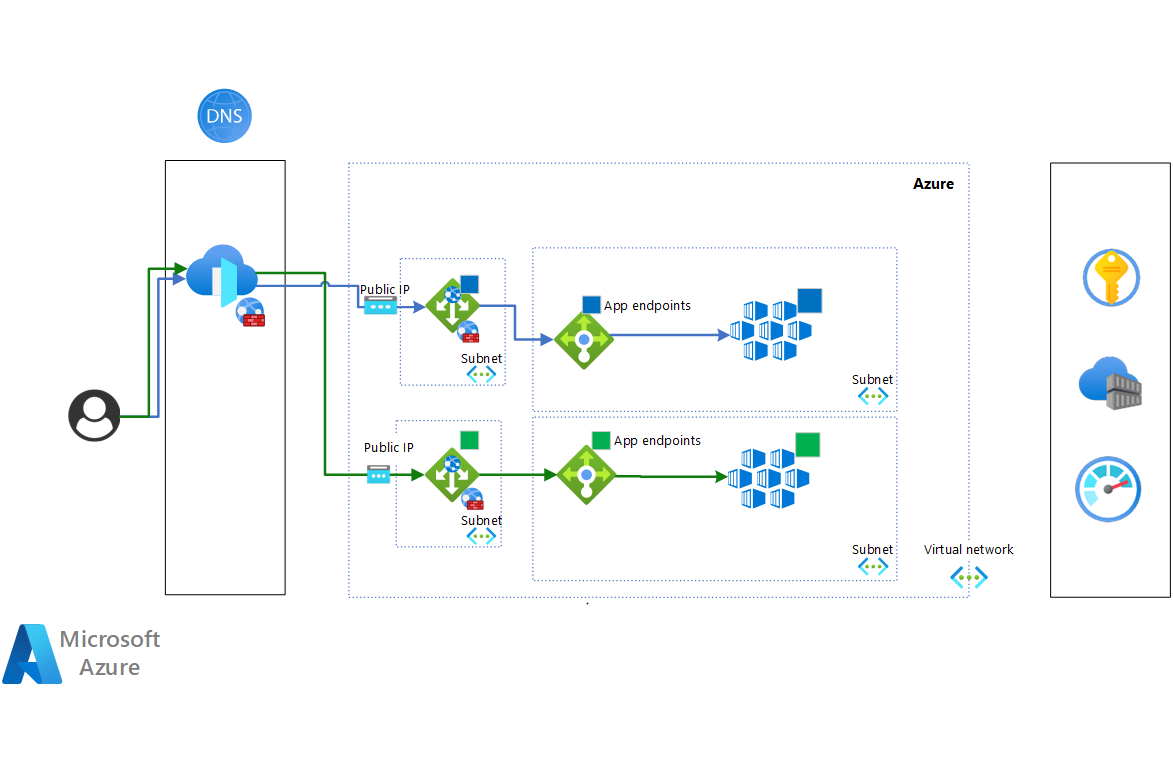 DNS
Azure
Public IP
App endpoints
Subnet
Subnet
Public IP
App endpoints
Subnet
Subnet
Virtual network
Microsoft
Azure